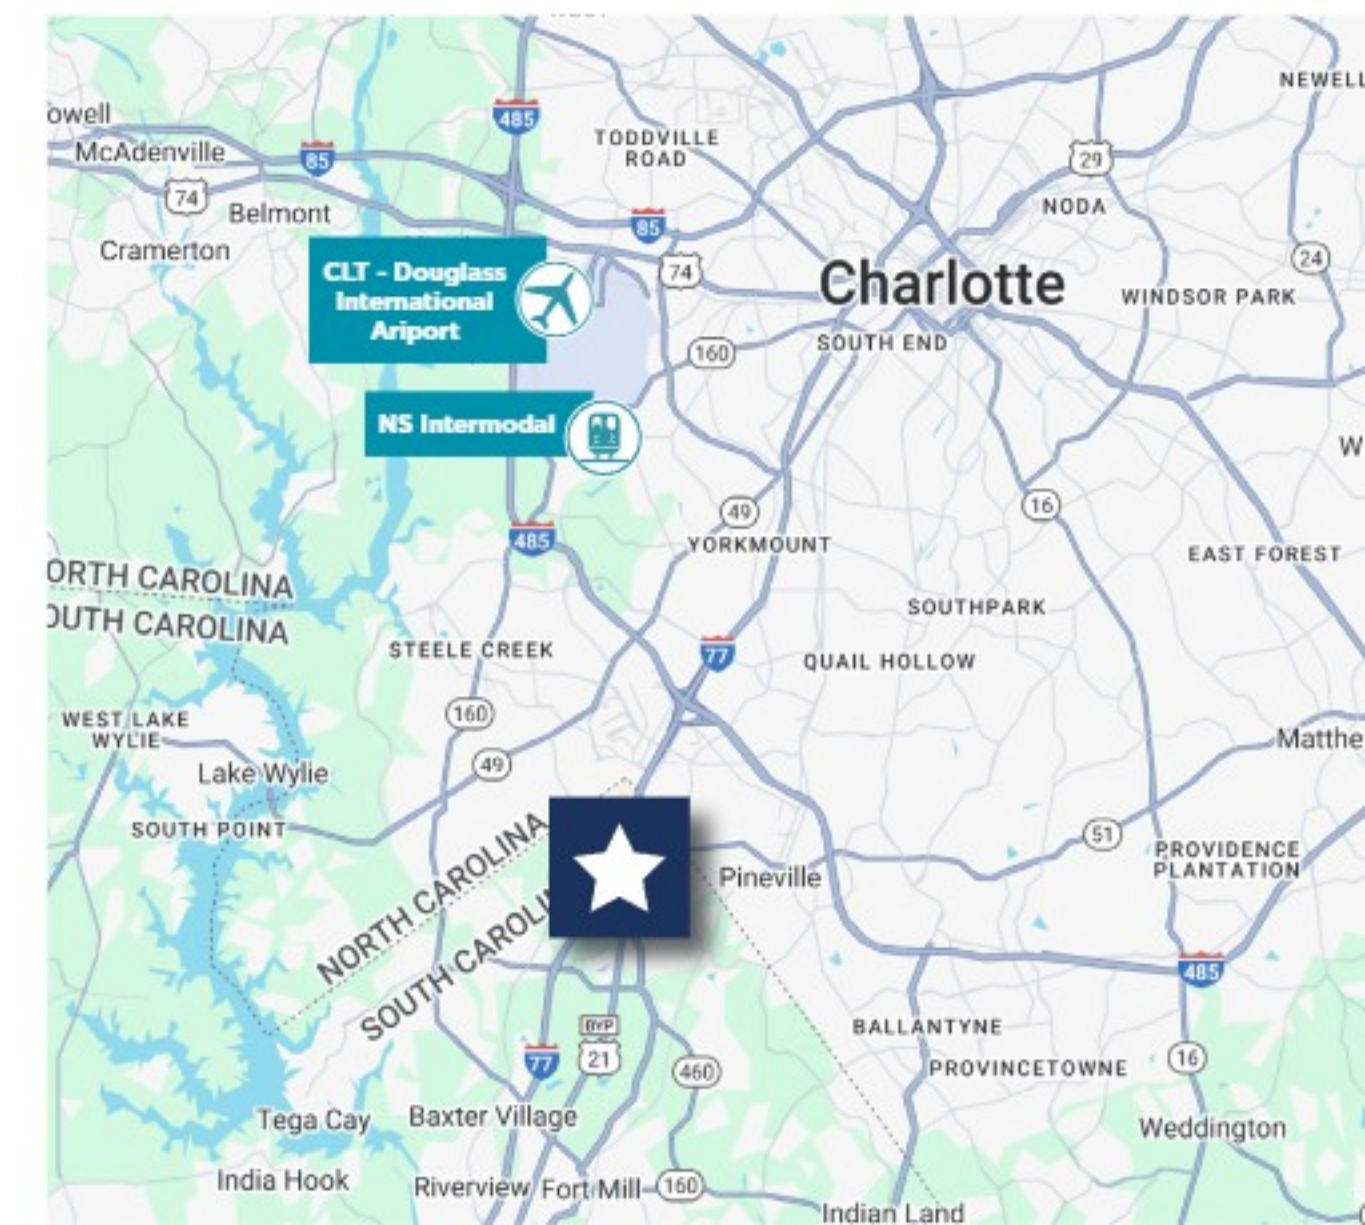 485
NEWELL
owell
TODDVILLE
ROAD
McAdenville
85
29
74
Belmont
NODA
85
Cramerton
24
CLT - Douglass
International
Ariport
74
Charlotte
WINDSOR PARK
SOUTH END
160
NS Intermodal
W
16
49
485
YORKMOUNT
EAST FOREST
ORTH CAROLINA
OUTH CAROLINA
SOUTHPARK
STEELE CREEK
77
QUAIL HOLLOW
160
WEST LAKE
WYLIE
Matthe
49
Lake Wylie
SOUTH POINT
51
PROVIDENCE
PLANTATION
NORTH CAROLINA
Pineville
SOUTH CAROLIN
485
BALLANTYNE
BYP
21
77
460
PROVINCETOWNE
16
Tega Cay
Baxter Village
Weddington
India Hook
Riverview
Fort Mill
160
Indian Land